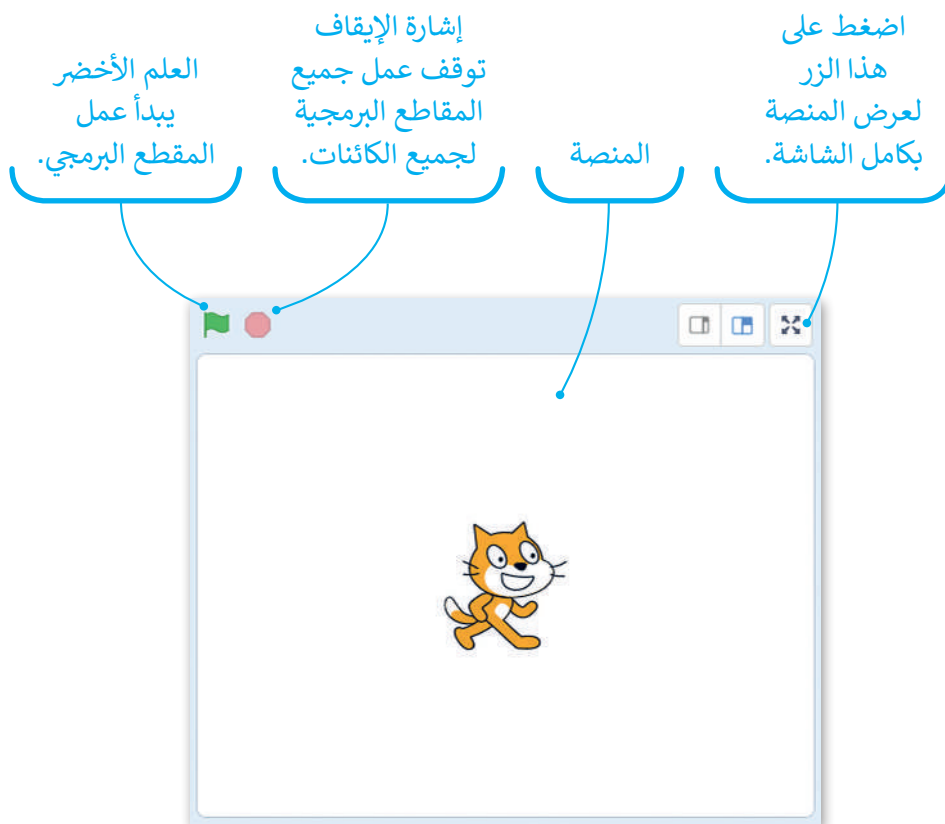 اضغط على
هذا الزر
لعرض المنصة
بكامل الشاشة.
المنصة
إشارة الإيقاف
توقف عمل جميع
المقاطع البرمجية
لجميع الكائنات.
العلم الأخضر
يبدأ عمل
المقطع البرمجي.